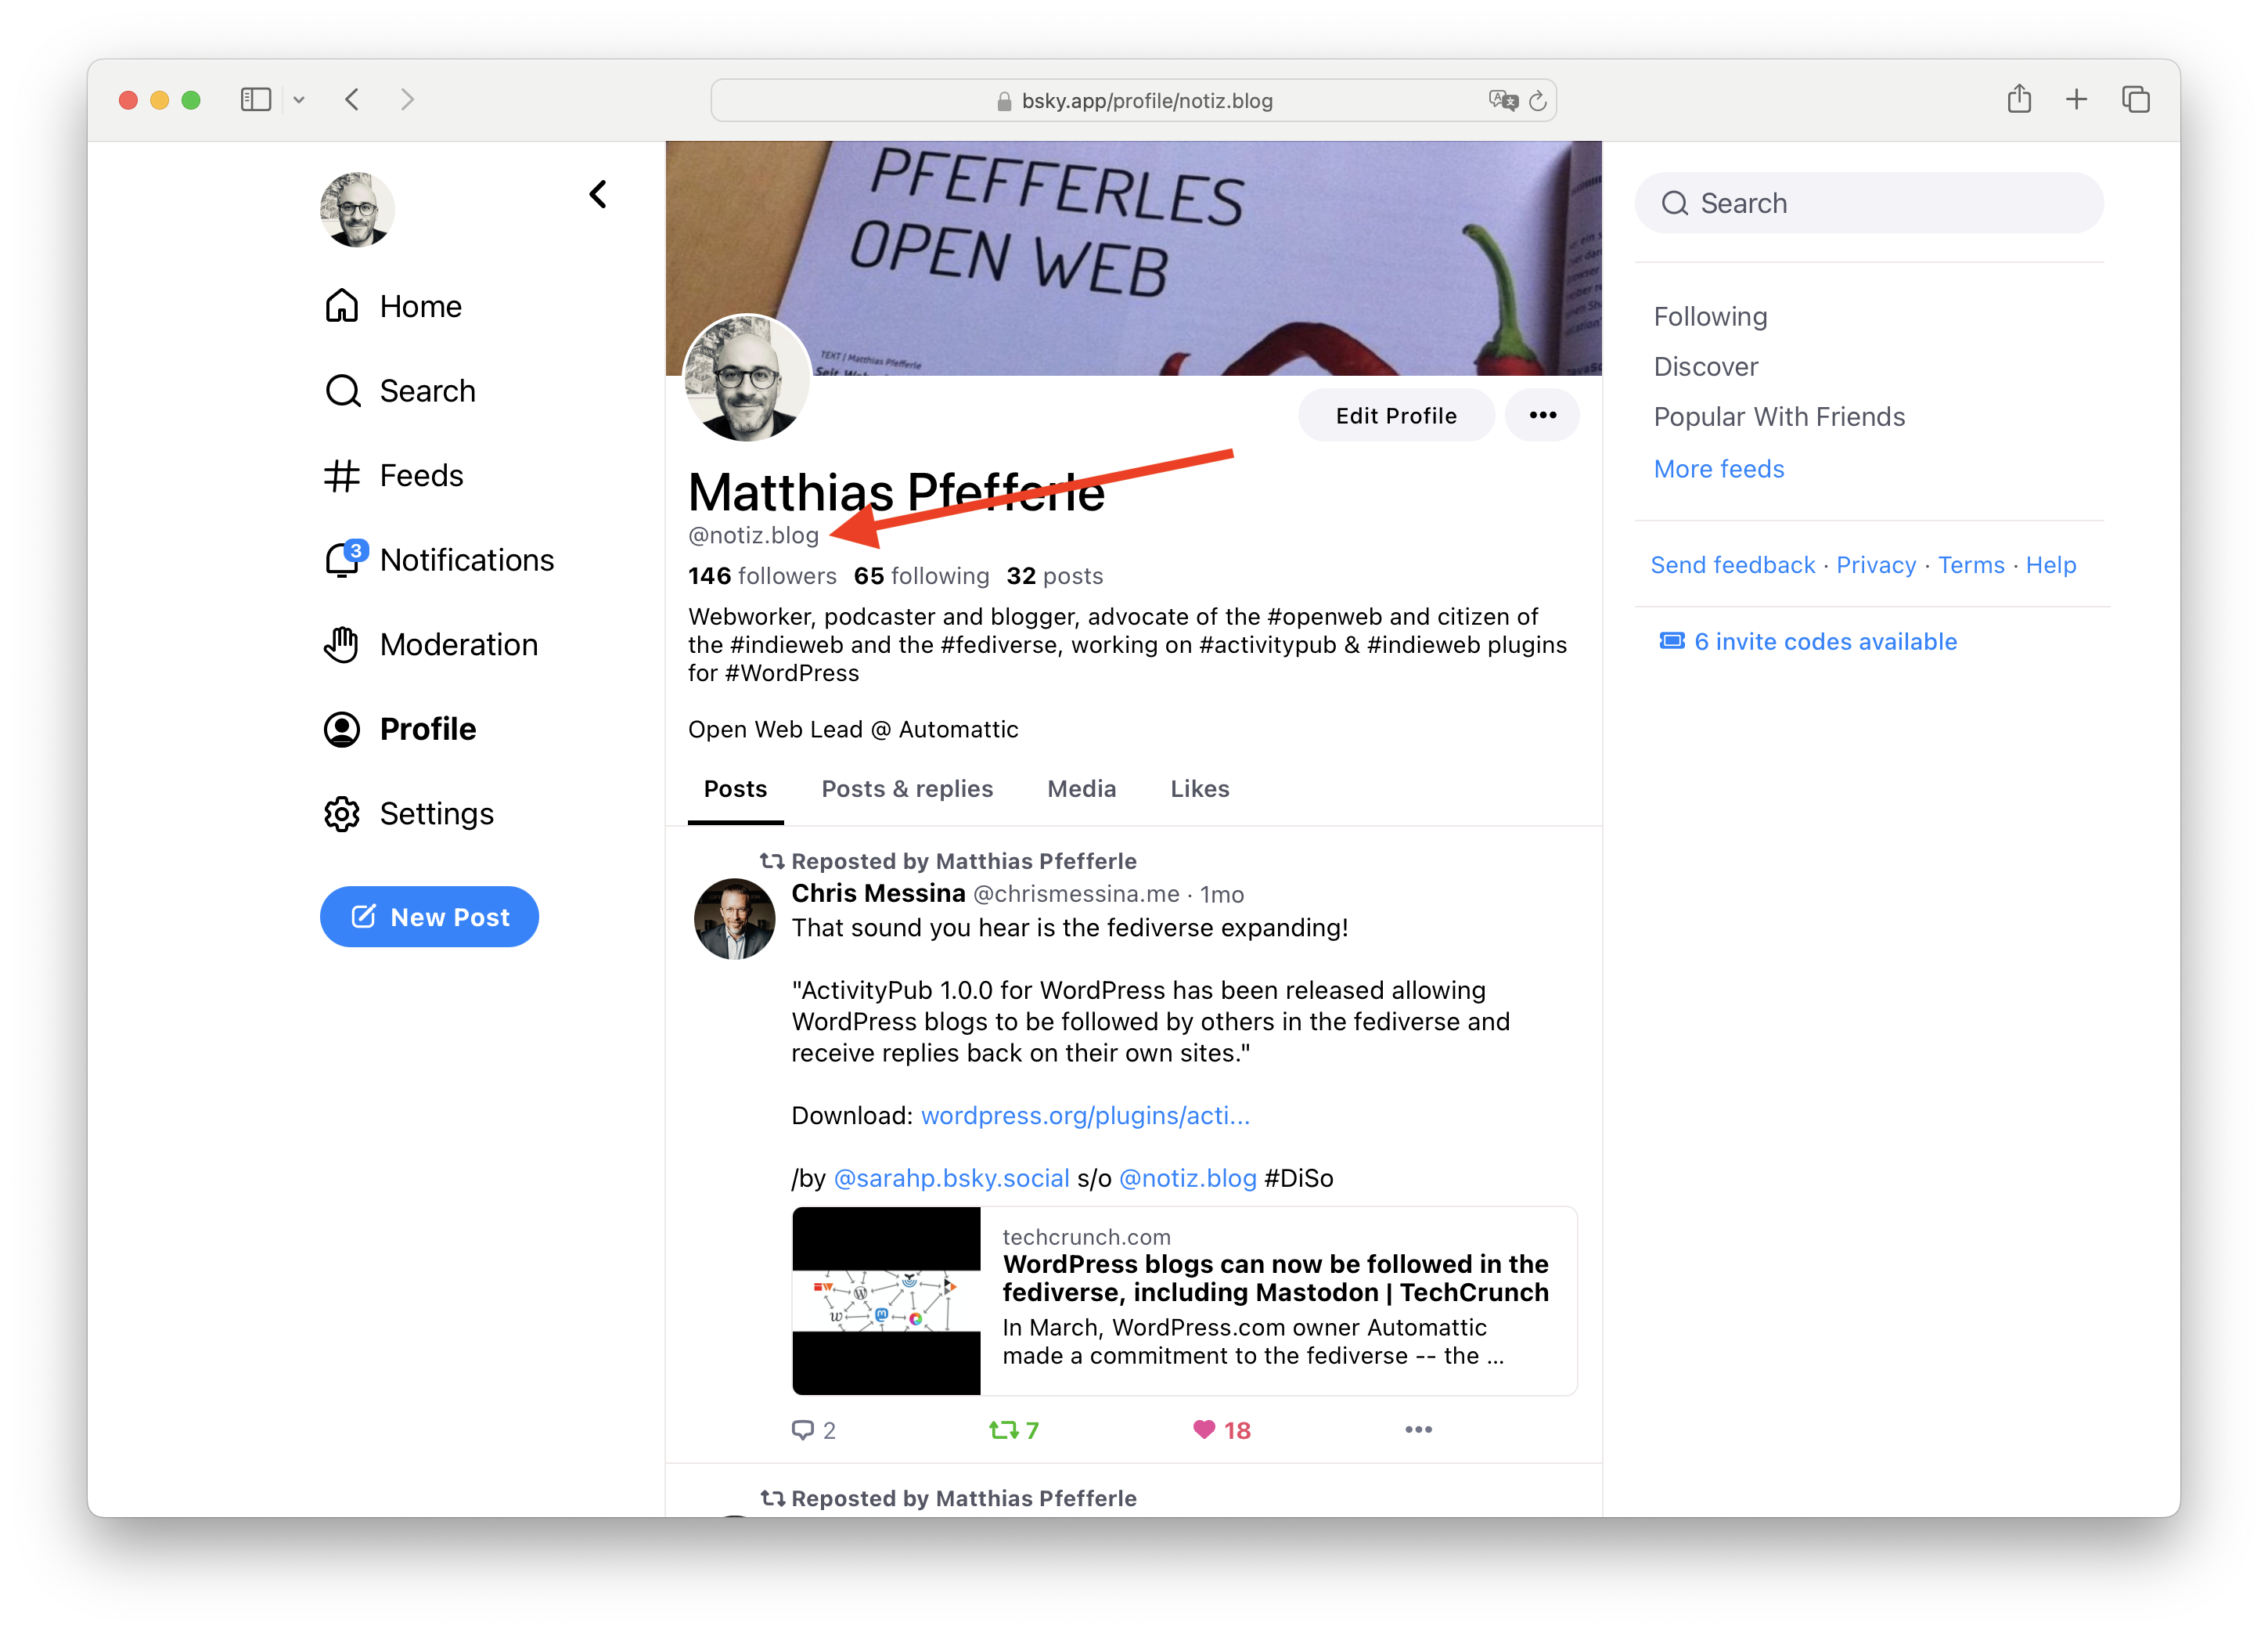 bsky.app/profile/notiz.blog
PFEFFERLES
OPEN WEB
TEXT / Matthias Pfefferle
Home
Search
Feeds
3
Notifications
Moderation
Profile
Settings
New Post
Edit Profile
Matthias Pfefferle
@notiz.blog
146 followers 65 following 32 posts
Webworker, podcaster and blogger, advocate of the #openweb and citizen of
the #indieweb and the #fediverse, working on #activitypub & #indieweb plugins
for #WordPress
Open Web Lead @ Automattic
Posts Posts & replies Media Likes
Reposted by Matthias Pfefferle
Chris Messina @chrismessina.me · 1mo
That sound you hear is the fediverse expanding!
"ActivityPub 1.0.0 for WordPress has been released allowing
WordPress blogs to be followed by others in the fediverse and
receive replies back on their own sites."
Download: wordpress.org/plugins/acti...
/by @sarahp.bsky.social s/o @notiz.blog #DiSo
techcrunch.com
WordPress blogs can now be followed in the
fediverse, including Mastodon | TechCrunch
In March, WordPress.com owner Automattic
made a commitment to the fediverse -- the ...
2 7 18
Reposted by Matthias Pfefferle
Search
Following
Discover
Popular With Friends
More feeds
Send feedback · Privacy · Terms · Help
6 invite codes available